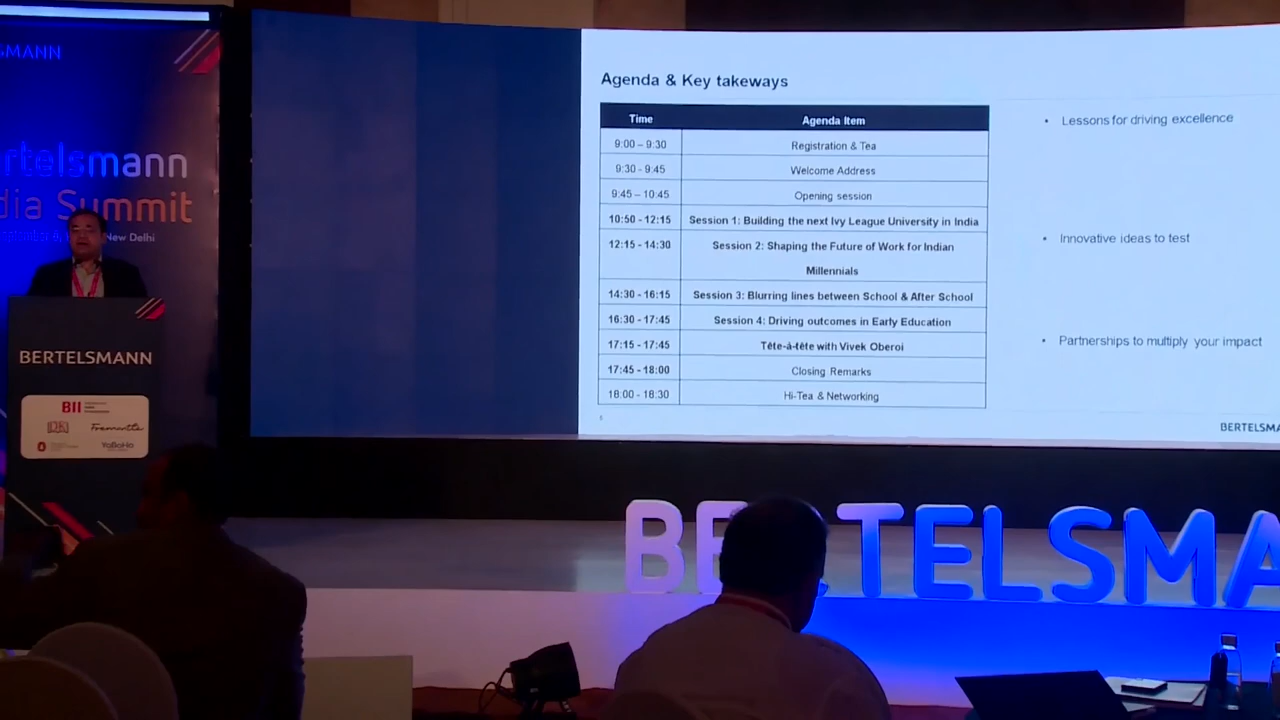 SMANN
rtelsmann
dia Summit
New Delhi
BERTELSMANN
BII
DK
Fremantle
YoBoHo
Agenda & Key takeways
Time Agenda Item
9:00 – 9:30 Registration & Tea
9:30 - 9:45 Welcome Address
9:45 – 10:45 Opening session
10:50 - 12:15 Session 1: Building the next Ivy League University in India
12:15 - 14:30 Session 2: Shaping the Future of Work for Indian
Millennials
14:30 - 16:15 Session 3: Blurring lines between School & After School
16:30 - 17:45 Session 4: Driving outcomes in Early Education
17:15 - 17:45 Tête-á-tête with Vivek Oberoi
17:45 - 18:00 Closing Remarks
18:00 - 18:30 Hi-Tea & Networking
• Lessons for driving excellence
• Innovative ideas to test
• Partnerships to multiply your impact
BERTELSMA
BERTELSMA